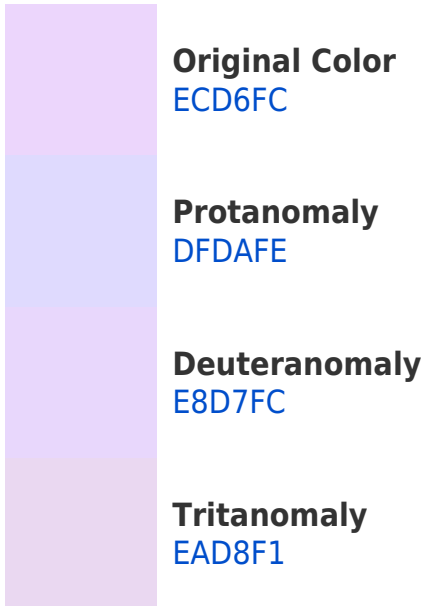 Original Color
ECD6FC
Protanomaly
DFDAFE
Deuteranomaly
E8D7FC
Tritanomaly
EAD8F1